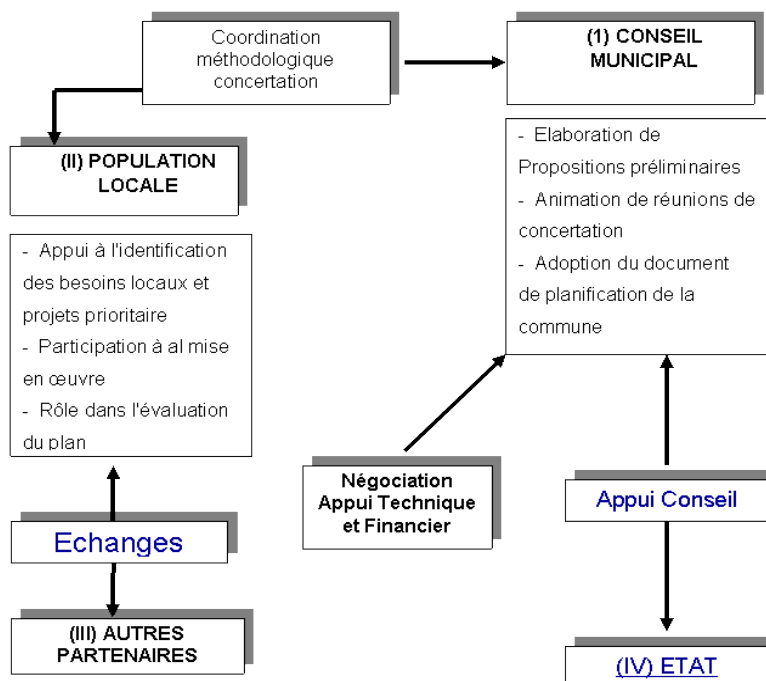 Coordination
méthodologique
concertation
(1) CONSEIL
MUNICIPAL
(II) POPULATION
LOCALE
- Elaboration de
Propositions préliminaires
- Animation de réunions de
concertation
- Adoption du document
de planification de la
commune
- Appui à l'identification
des besoins locaux et
projets prioritaire
- Participation à al mise
en œuvre
- Rôle dans l'évaluation
du plan
Négociation
Appui Technique
et Financier
Appui Conseil
Echanges
(III) AUTRES
PARTENAIRES
(IV) ETAT